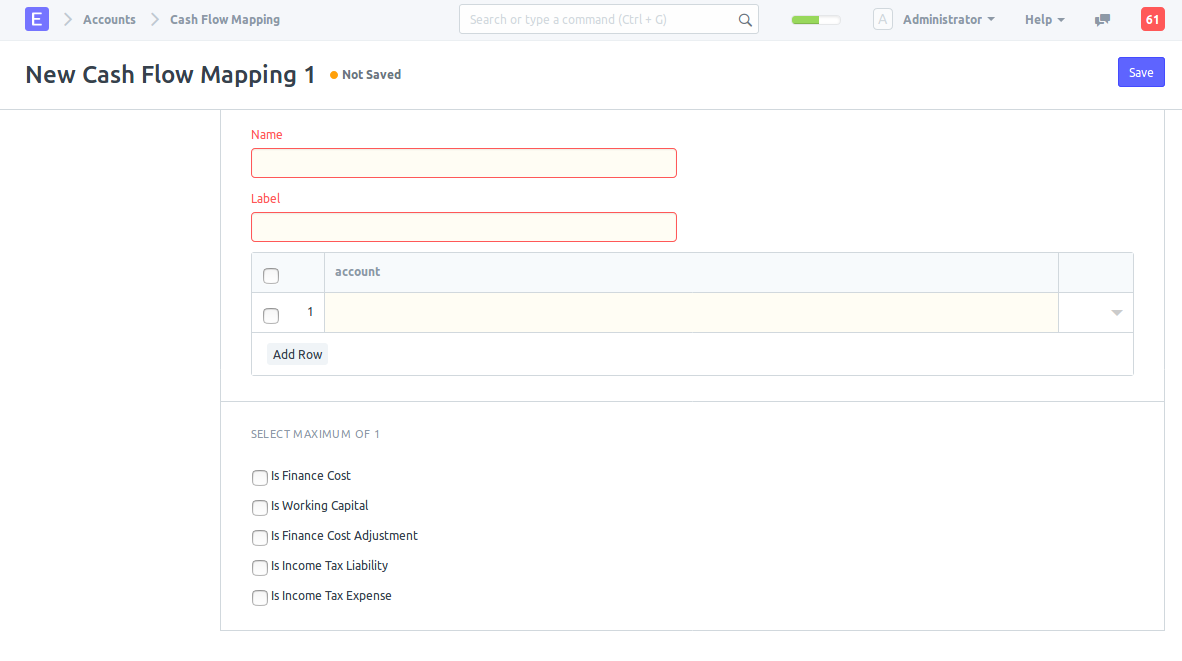 E Accounts Cash Flow Mapping Search or type a command (Ctrl + G) A Administrator Help 61
New Cash Flow Mapping 1 Not Saved Save
Name
Label
account
1
Add Row
SELECT MAXIMUM OF 1
Is Finance Cost
Is Working Capital
Is Finance Cost Adjustment
Is Income Tax Liability
Is Income Tax Expense